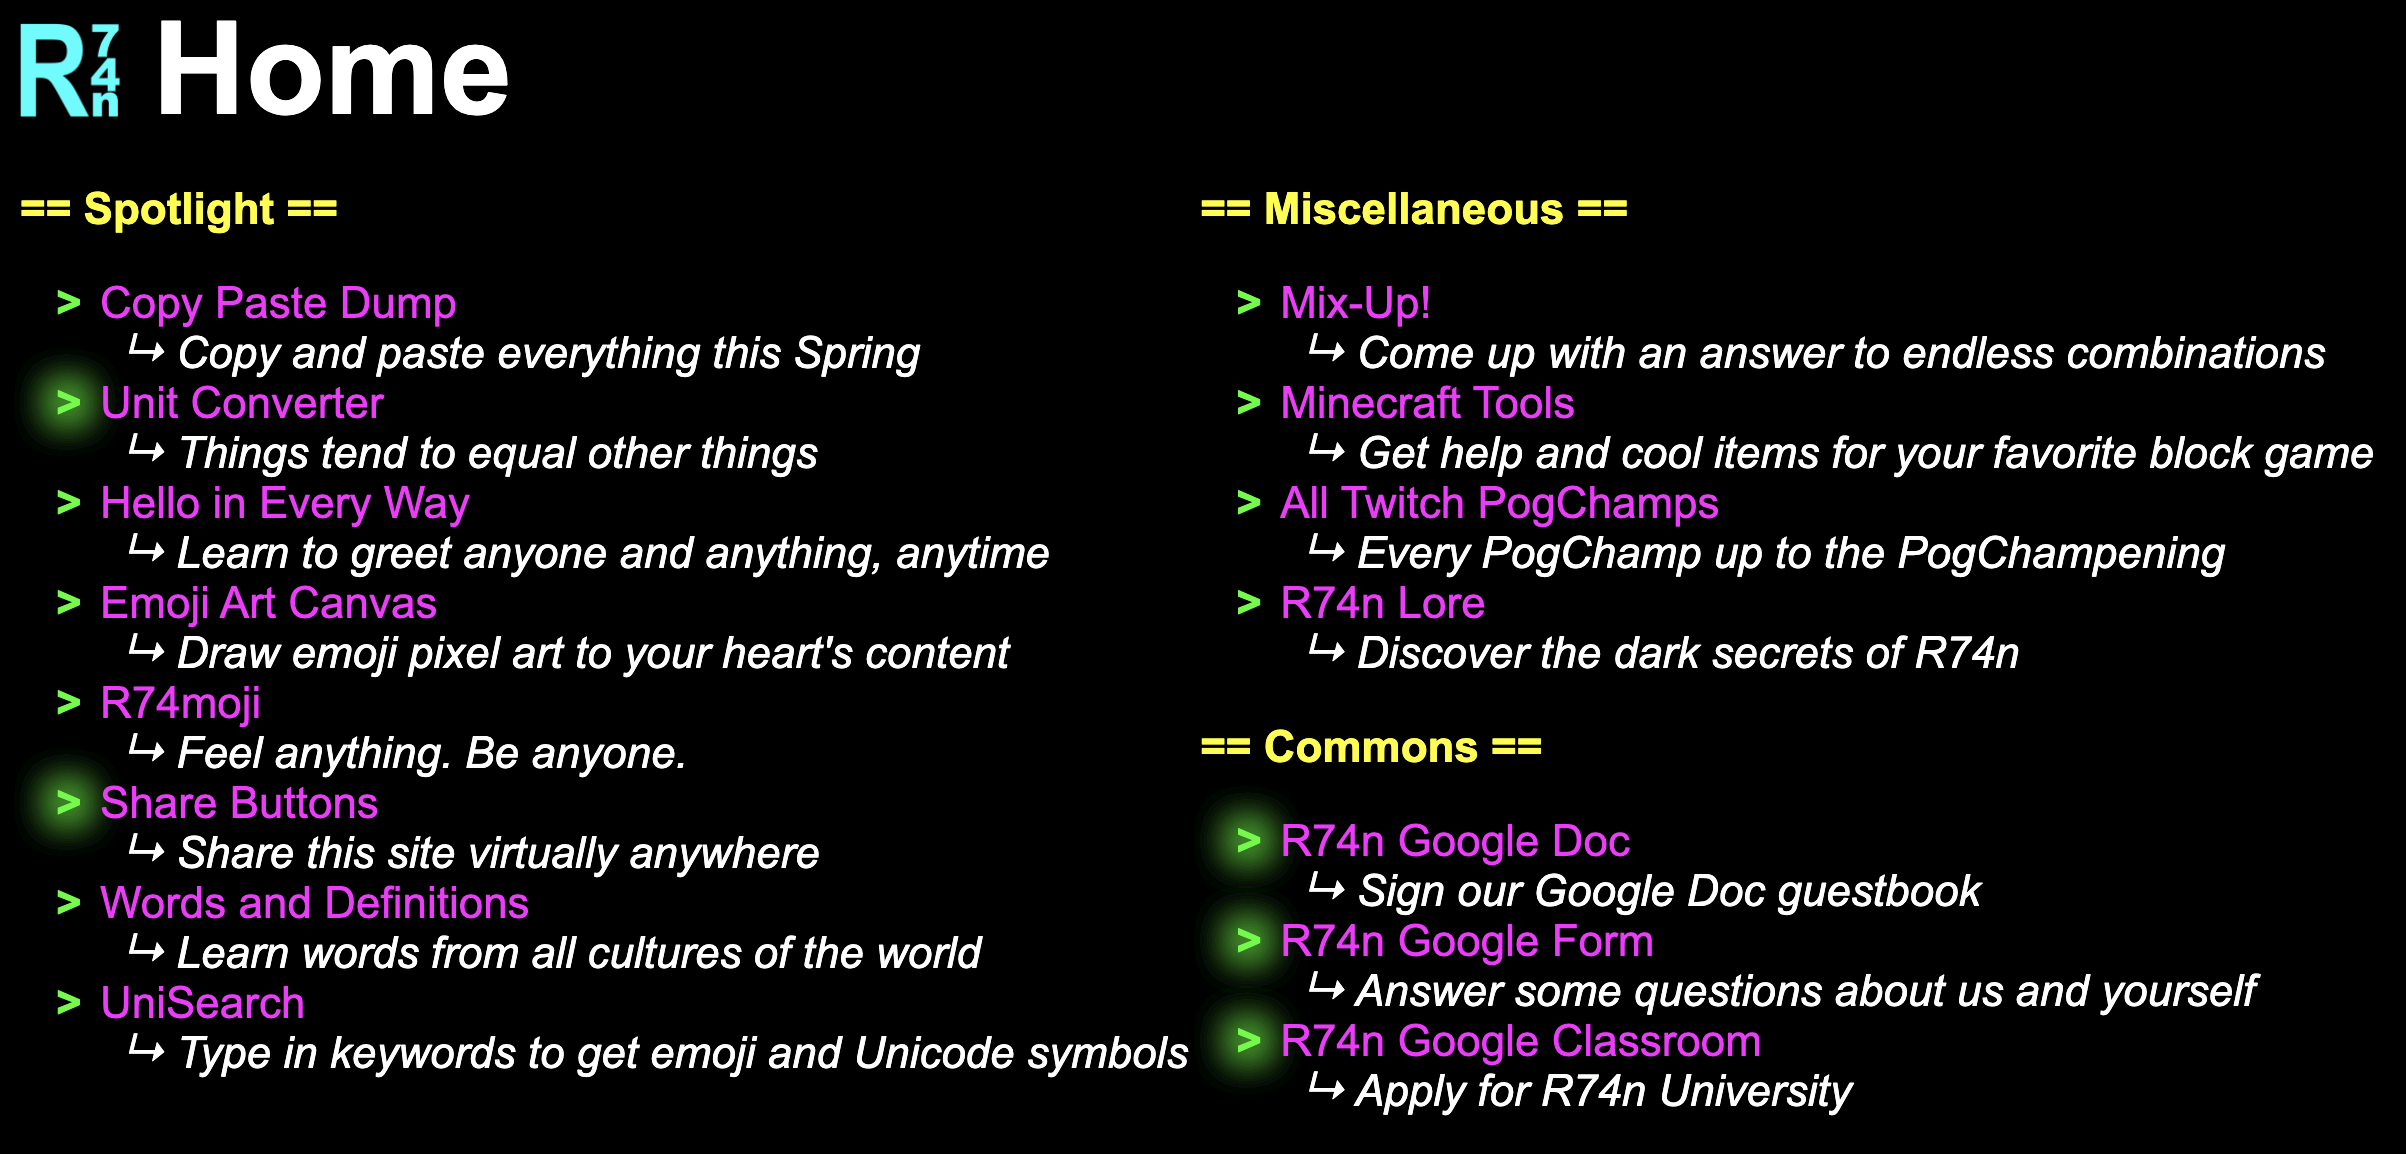 R74n Home
== Spotlight ==
> Copy Paste Dump
↳ Copy and paste everything this Spring
> Unit Converter
↳ Things tend to equal other things
> Hello in Every Way
↳ Learn to greet anyone and anything, anytime
> Emoji Art Canvas
↳ Draw emoji pixel art to your heart's content
> R74moji
↳ Feel anything. Be anyone.
> Share Buttons
↳ Share this site virtually anywhere
> Words and Definitions
↳ Learn words from all cultures of the world
> UniSearch
↳ Type in keywords to get emoji and Unicode symbols
== Miscellaneous ==
> Mix-Up!
↳ Come up with an answer to endless combinations
> Minecraft Tools
↳ Get help and cool items for your favorite block game
> All Twitch PogChamps
↳ Every PogChamp up to the PogChampening
> R74n Lore
↳ Discover the dark secrets of R74n
== Commons ==
> R74n Google Doc
↳ Sign our Google Doc guestbook
> R74n Google Form
↳ Answer some questions about us and yourself
> R74n Google Classroom
↳ Apply for R74n University